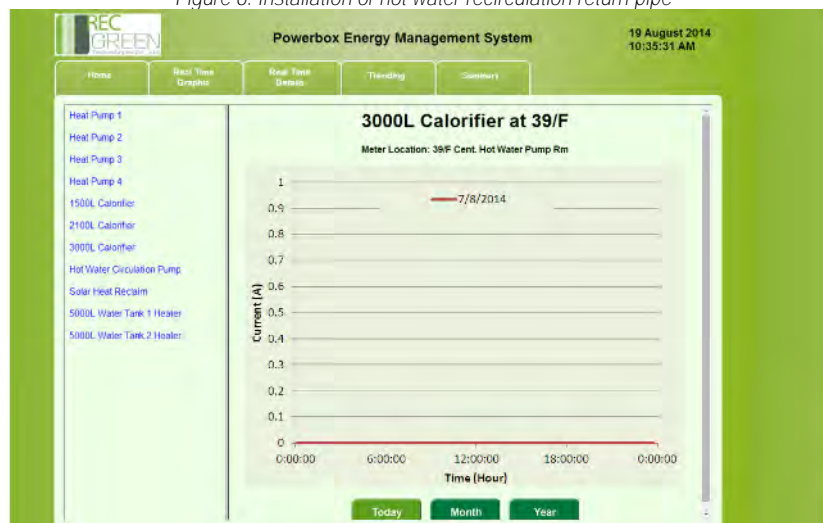 Figure 6: Installation of hot water recirculation return pipe
REC
GREEN
Powerbox Energy Management System
19 August 2014
10:35:31 AM
Home
Real Time
Graphic
Real Time
Details
Trending
Summary
Heat Pump 1
Heat Pump 2
Heat Pump 3
Heat Pump 4
1500L Calorifier
2100L Calorifier
3000L Calorifier
Hot Water Circulation Pump
Solar Heat Reclaim
5000L Water Tank 1 Heater
5000L Water Tank 2 Heater
3000L Calorifier at 39/F
Meter Location: 39/F Cent. Hot Water Pump Rm
7/8/2014
1
0.9
0.8
0.7
0.6
0.5
0.4
0.3
0.2
0.1
0
Current (A)
0:00:00 6:00:00 12:00:00 18:00:00 0:00:00
Time (Hour)
Today Month Year